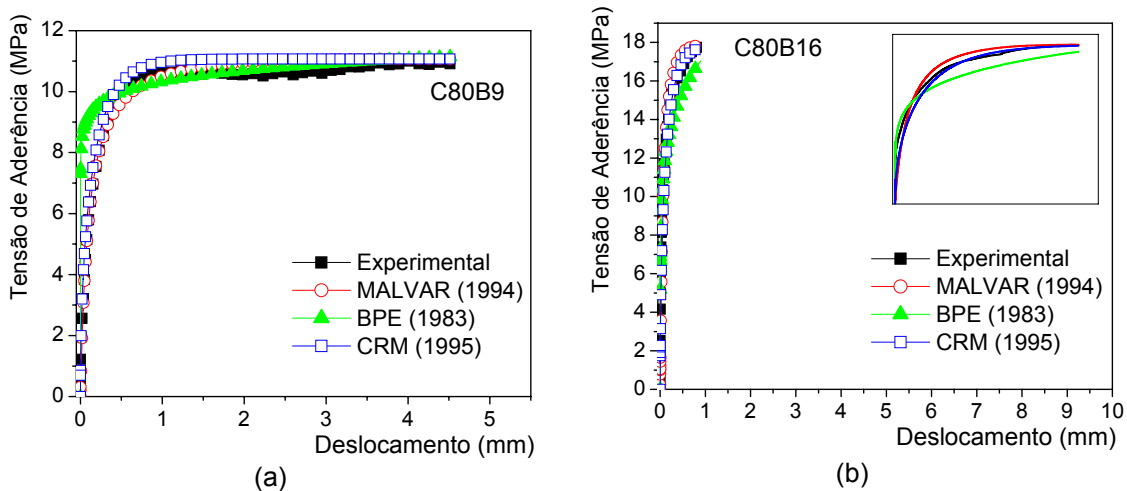 12
10
8
6
4
2
0
Tensão de Aderência (MPa)
C80B9
Experimental
MALVAR (1994)
BPE (1983)
CRM (1995)
0 1 2 3 4 5
Deslocamento (mm)
(a)
18
16
14
12
10
8
6
4
2
0
Tensão de Aderência (MPa)
C80B16
Experimental
MALVAR (1994)
BPE (1983)
CRM (1995)
0 1 2 3 4 5 6 7 8 9 10
Deslocamento (mm)
(b)